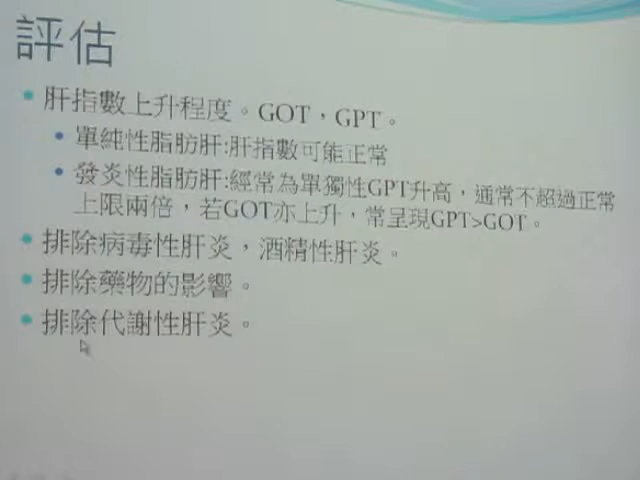 評估
肝指數上升程度。GOT，GPT。
單純性脂肪肝:肝指數可能正常
發炎性脂肪肝:經常為單獨性GPT升高，通常不超過正常
上限兩倍，若GOT亦上升，常呈現GPT>GOT。
排除病毒性肝炎，酒精性肝炎。
排除藥物的影響。
排除代謝性肝炎。